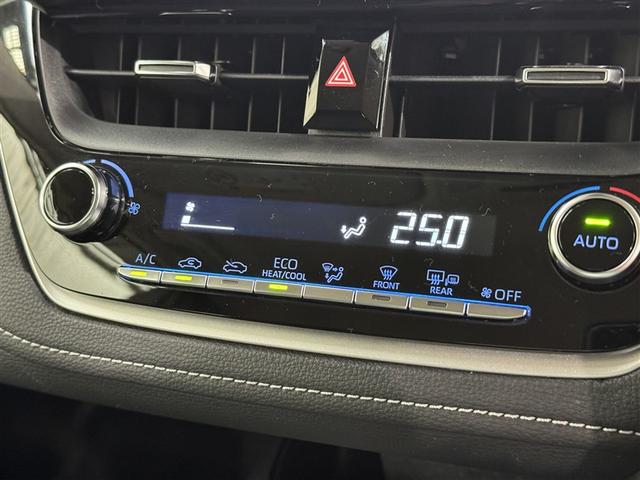 25.0
AUTO
A/C
ECO
HEAT/COOL
FRONT
REAR
OFF